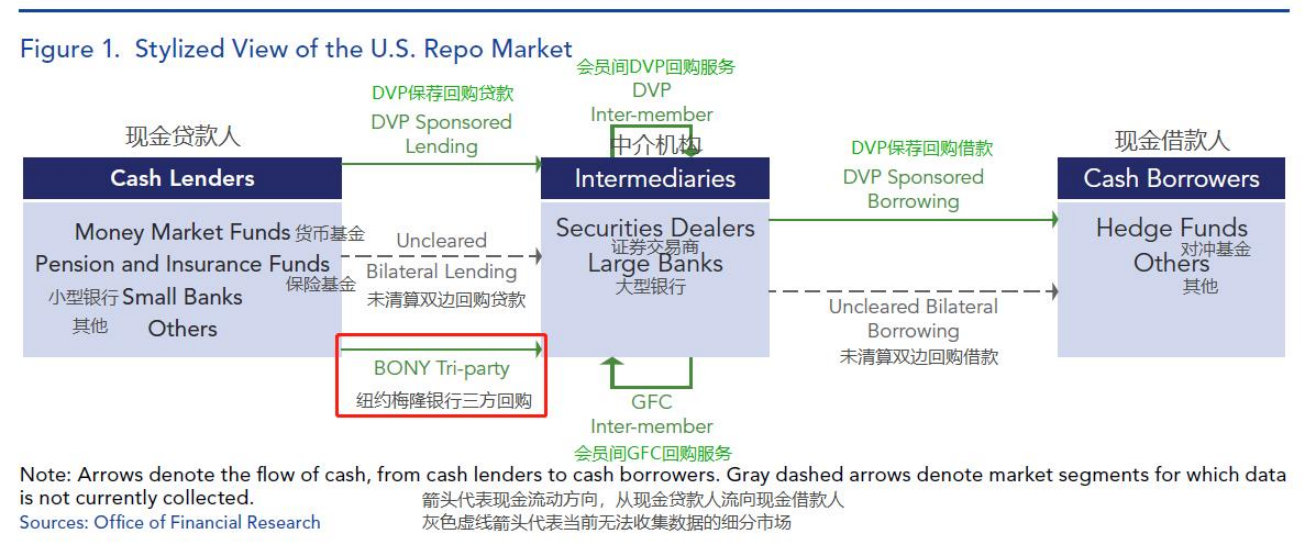 Figure 1. Stylized View of the U.S. Repo Market
会员间DVP回购服务
DVP
Inter-member
DVP保荐回购贷款
DVP Sponsored
Lending
现金贷款人
Cash Lenders
Money Market Funds 货币基金
Pension and Insurance Funds
保险基金
小型银行 Small Banks
其他 Others
Uncleared
Bilateral Lending
未清算双边回购贷款
BONY Tri-party
纽约梅隆银行三方回购
中介机构
Intermediaries
Securities Dealers
证券交易商
Large Banks
大型银行
GFC
Inter-member
会员间GFC回购服务
DVP保荐回购借款
DVP Sponsored
Borrowing
Uncleared Bilateral
Borrowing
未清算双边回购借款
现金借款人
Cash Borrowers
Hedge Funds
对冲基金
Others
其他
Note: Arrows denote the flow of cash, from cash lenders to cash borrowers. Gray dashed arrows denote market segments for which data
is not currently collected.
箭头代表现金流动方向，从现金贷款人流向现金借款人
Sources: Office of Financial Research
灰色虚线箭头代表当前无法收集数据的细分市场